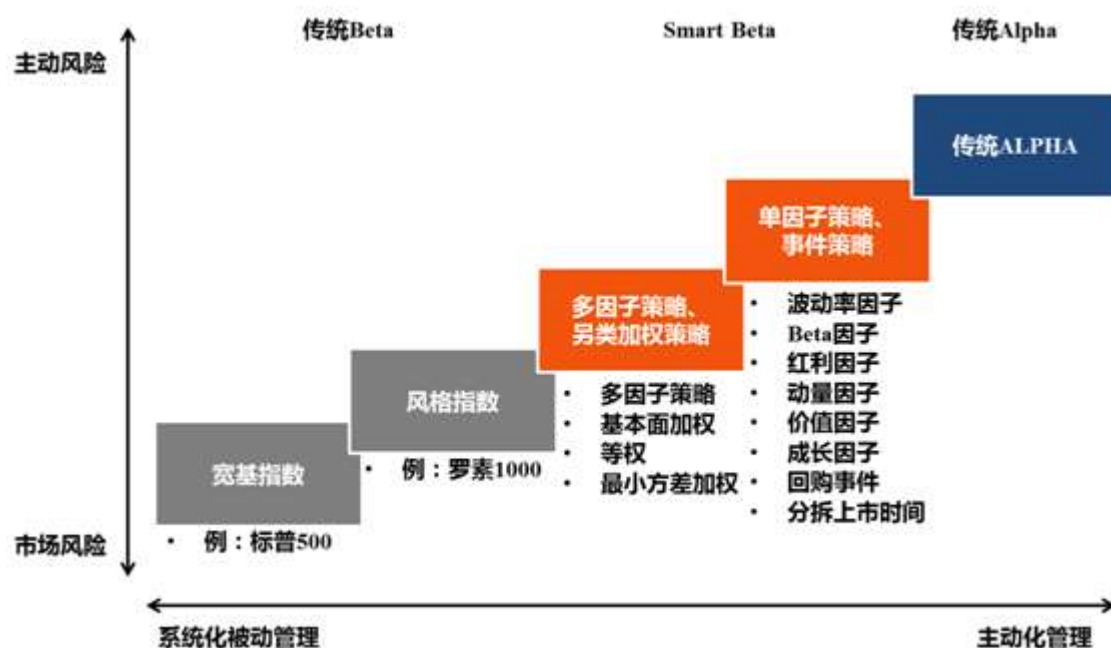 传统Beta
Smart Beta
传统Alpha
主动风险
传统ALPHA
单因子策略、
事件策略
• 波动率因子
• Beta因子
• 红利因子
• 动量因子
• 价值因子
• 成长因子
• 回购事件
• 分拆上市时间
多因子策略、
另类加权策略
• 多因子策略
• 基本面加权
• 等权
• 最小方差加权
风格指数
• 例：罗素1000
宽基指数
• 例：标普500
市场风险
系统化被动管理
主动化管理